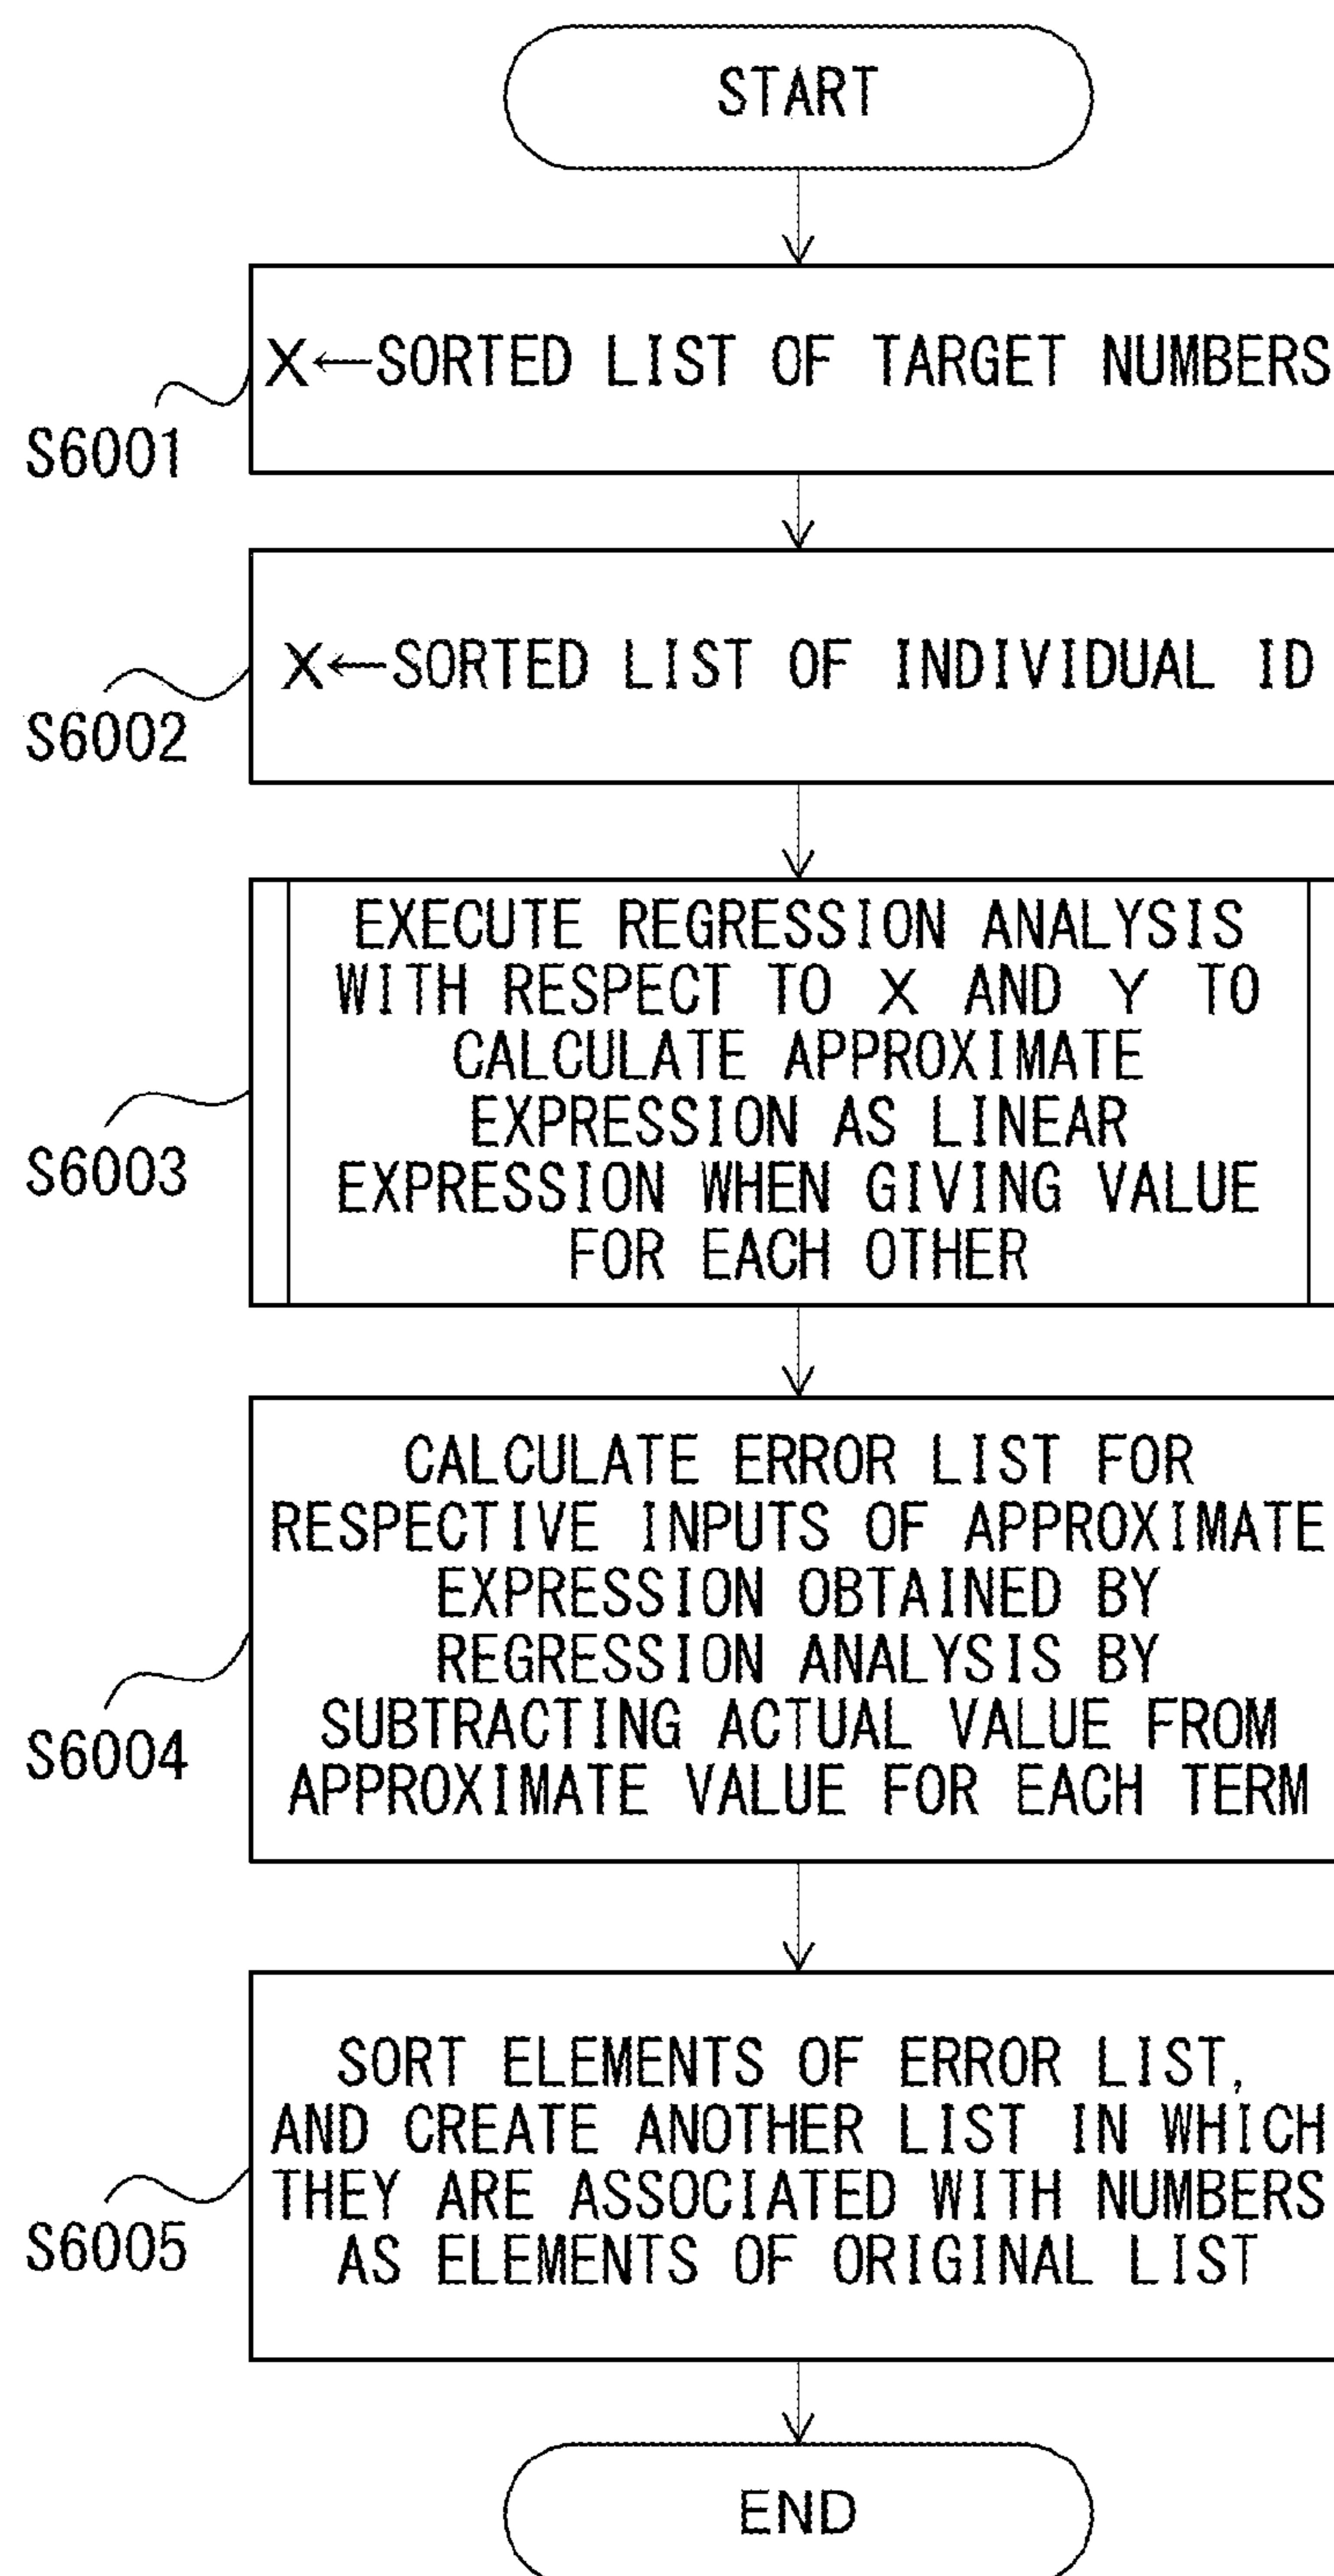 START
X←SORTED LIST OF TARGET NUMBERS
S6001
X←SORTED LIST OF INDIVIDUAL ID
S6002
EXECUTE REGRESSION ANALYSIS
WITH RESPECT TO X AND Y TO
CALCULATE APPROXIMATE
EXPRESSION AS LINEAR
EXPRESSION WHEN GIVING VALUE
FOR EACH OTHER
S6003
CALCULATE ERROR LIST FOR
RESPECTIVE INPUTS OF APPROXIMATE
EXPRESSION OBTAINED BY
REGRESSION ANALYSIS BY
SUBTRACTING ACTUAL VALUE FROM
APPROXIMATE VALUE FOR EACH TERM
S6004
SORT ELEMENTS OF ERROR LIST,
AND CREATE ANOTHER LIST IN WHICH
THEY ARE ASSOCIATED WITH NUMBERS
AS ELEMENTS OF ORIGINAL LIST
S6005
END